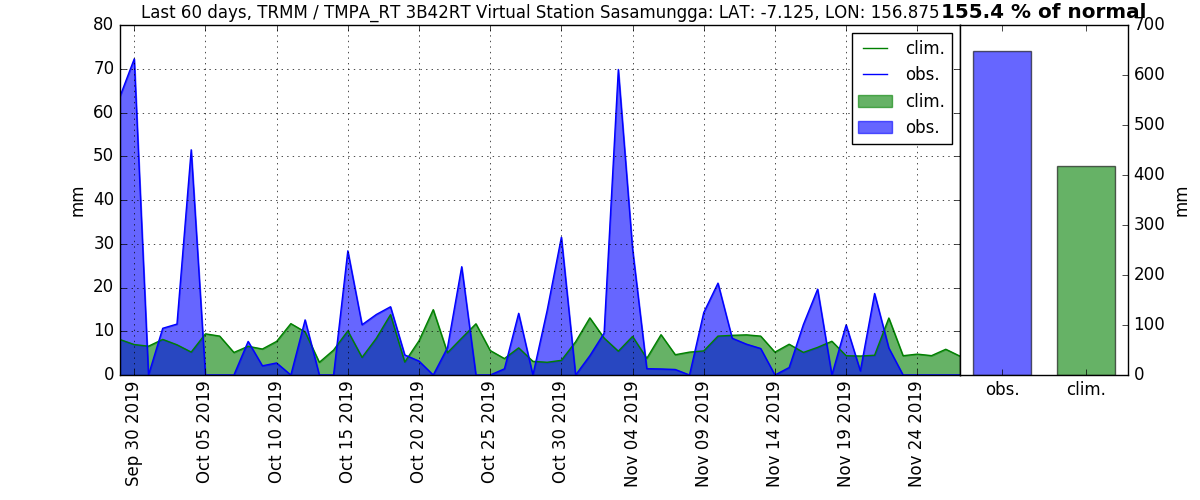 Last 60 days, TRMM / TMPA_RT 3B42RT Virtual Station Sasamungga: LAT: -7.125, LON: 156.875
155.4 % of normal
80
70
60
50
40
30
20
10
0
mm
clim.
obs.
clim.
obs.
Sep 30 2019
Oct 05 2019
Oct 10 2019
Oct 15 2019
Oct 20 2019
Oct 25 2019
Oct 30 2019
Nov 04 2019
Nov 09 2019
Nov 14 2019
Nov 19 2019
Nov 24 2019
700
600
500
400
300
200
100
0
mm
obs.
clim.